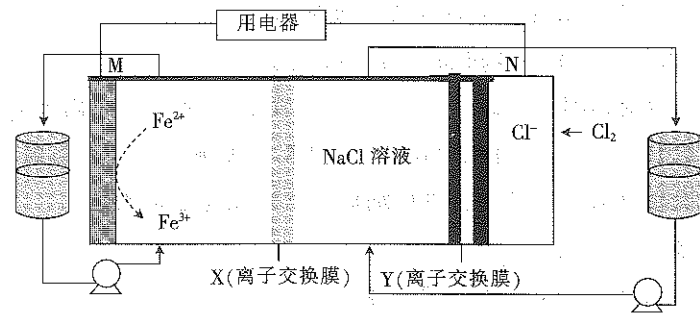 用电器
M
N
Fe²⁺
Cl⁻
Cl₂
NaCl 溶液
Fe³⁺
X(离子交换膜)
Y(离子交换膜)